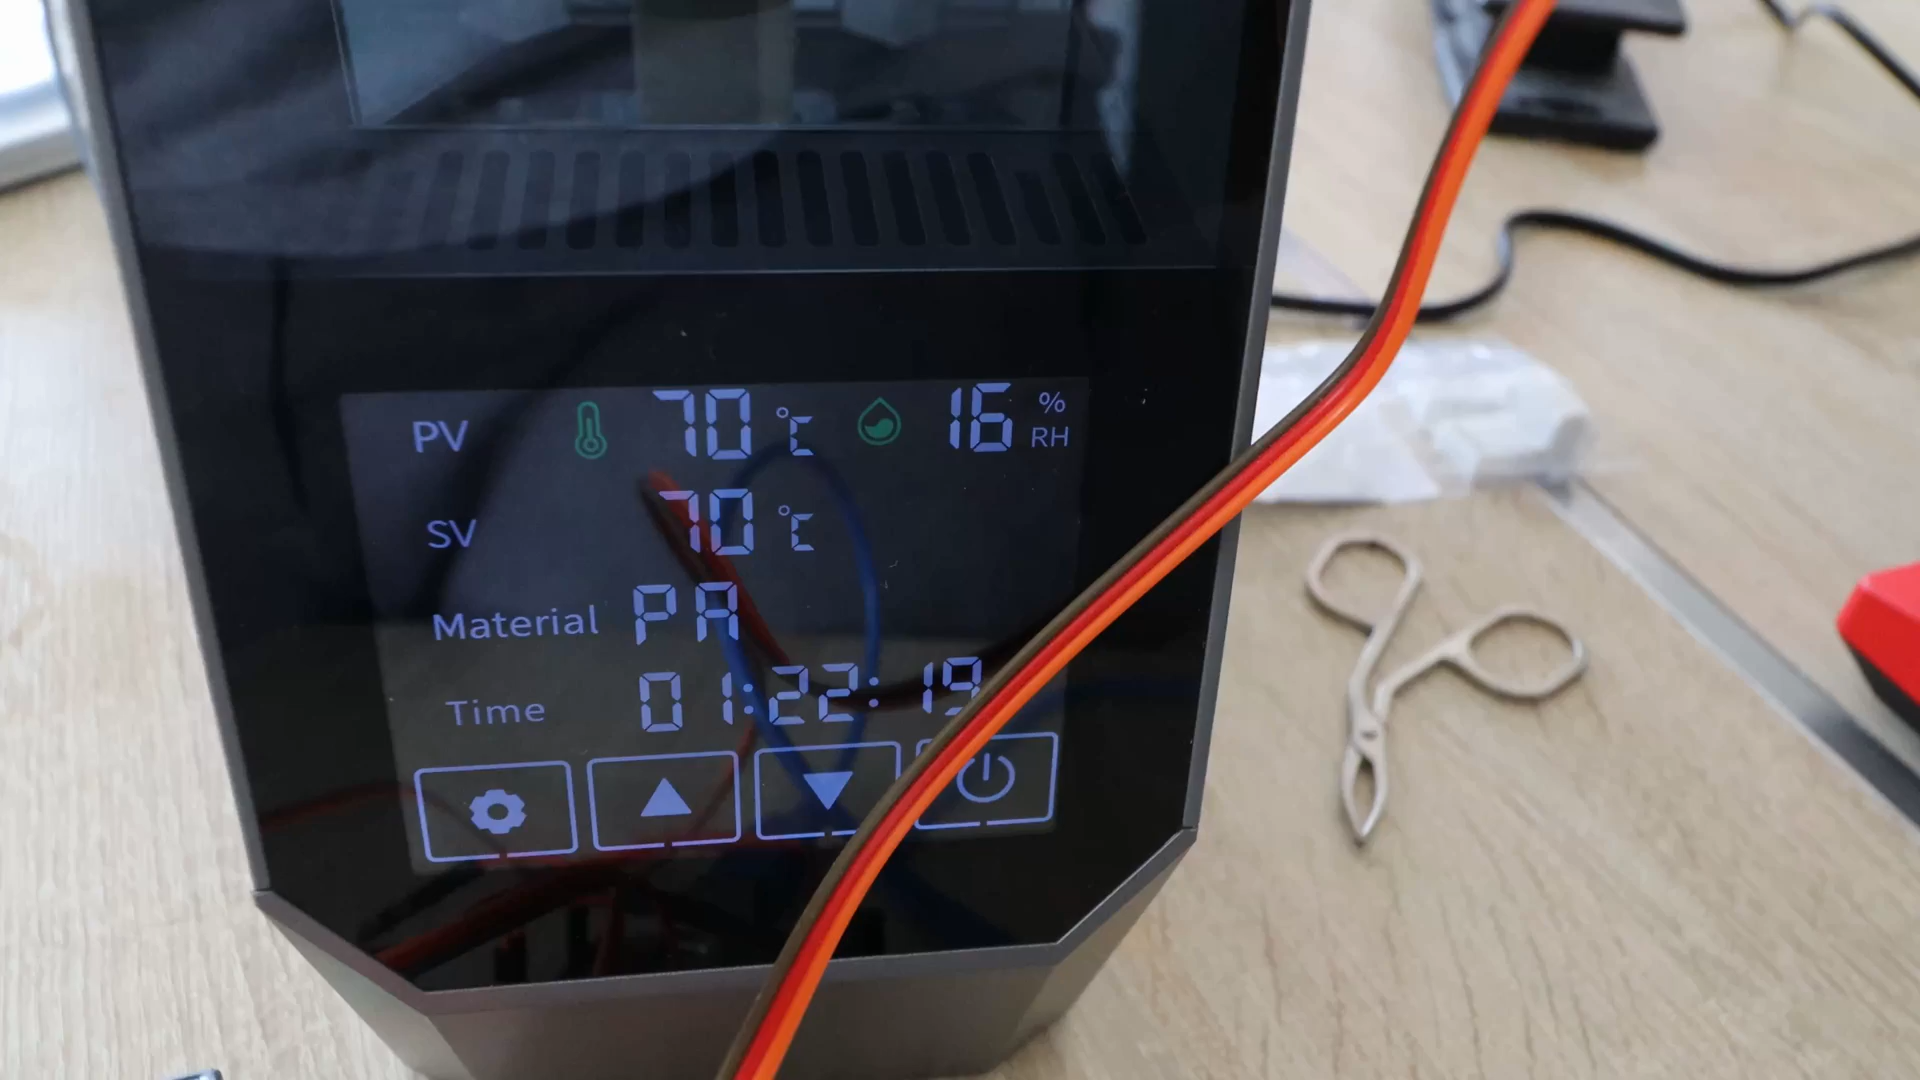 PV 70 °C 16 % RH
SV 70 °C
Material PA
Time 01:22:19